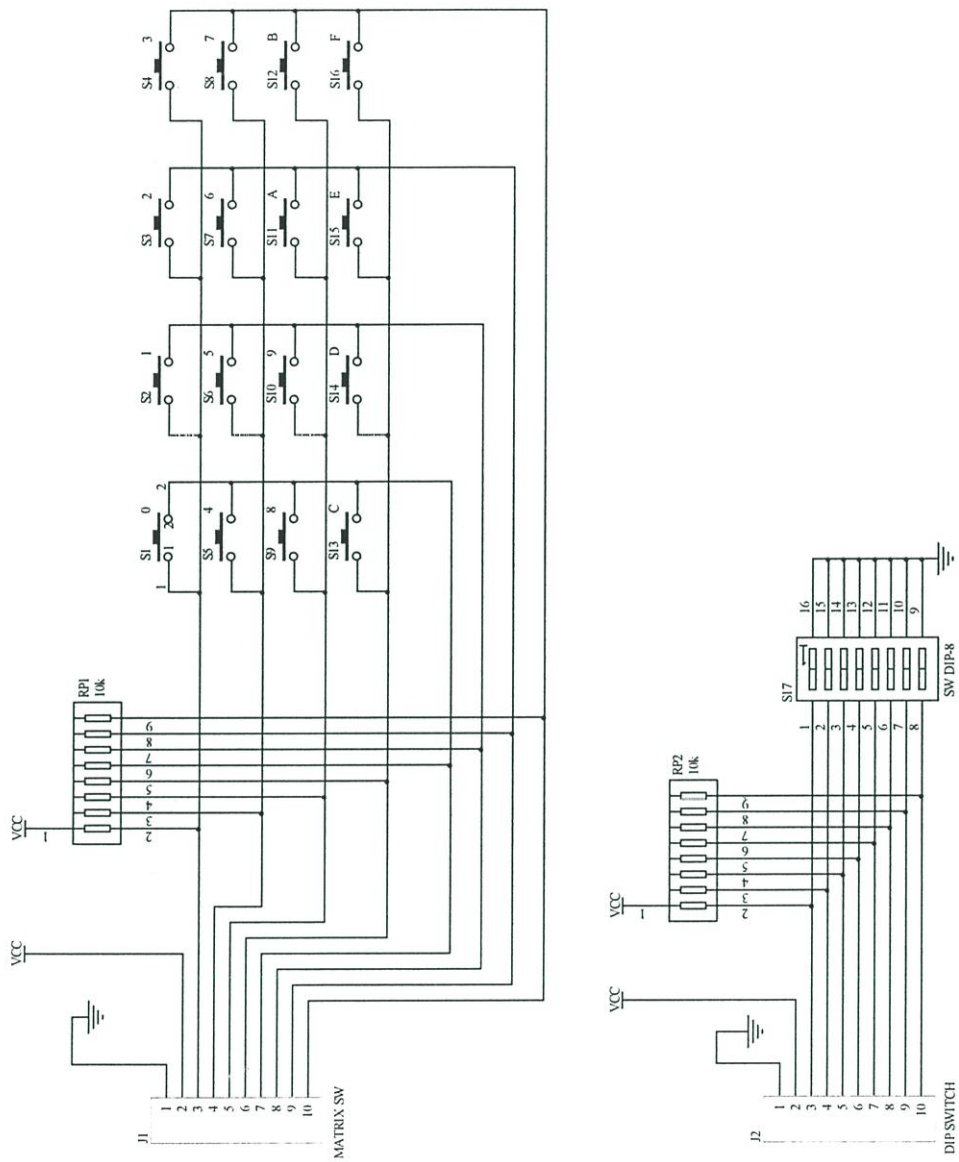 J1
1
2
3
4
5
6
7
8
9
10
MATRIX SW
VCC
VCC
1
RP1
10k
2
3
4
5
6
7
8
9
S1 0
1 1 2 2
S2 1
S3 2
S4 3
S5 4
S6 5
S7 6
S8 7
S9 8
S10 9
S11 A
S12 B
S13 C
S14 D
S15 E
S16 F
J2
1
2
3
4
5
6
7
8
9
10
DIP SWITCH
VCC
VCC
1
RP2
10k
2
3
4
5
6
7
8
9
S17
1
2
3
4
5
6
7
8
16
15
14
13
12
11
10
9
SW DIP-8